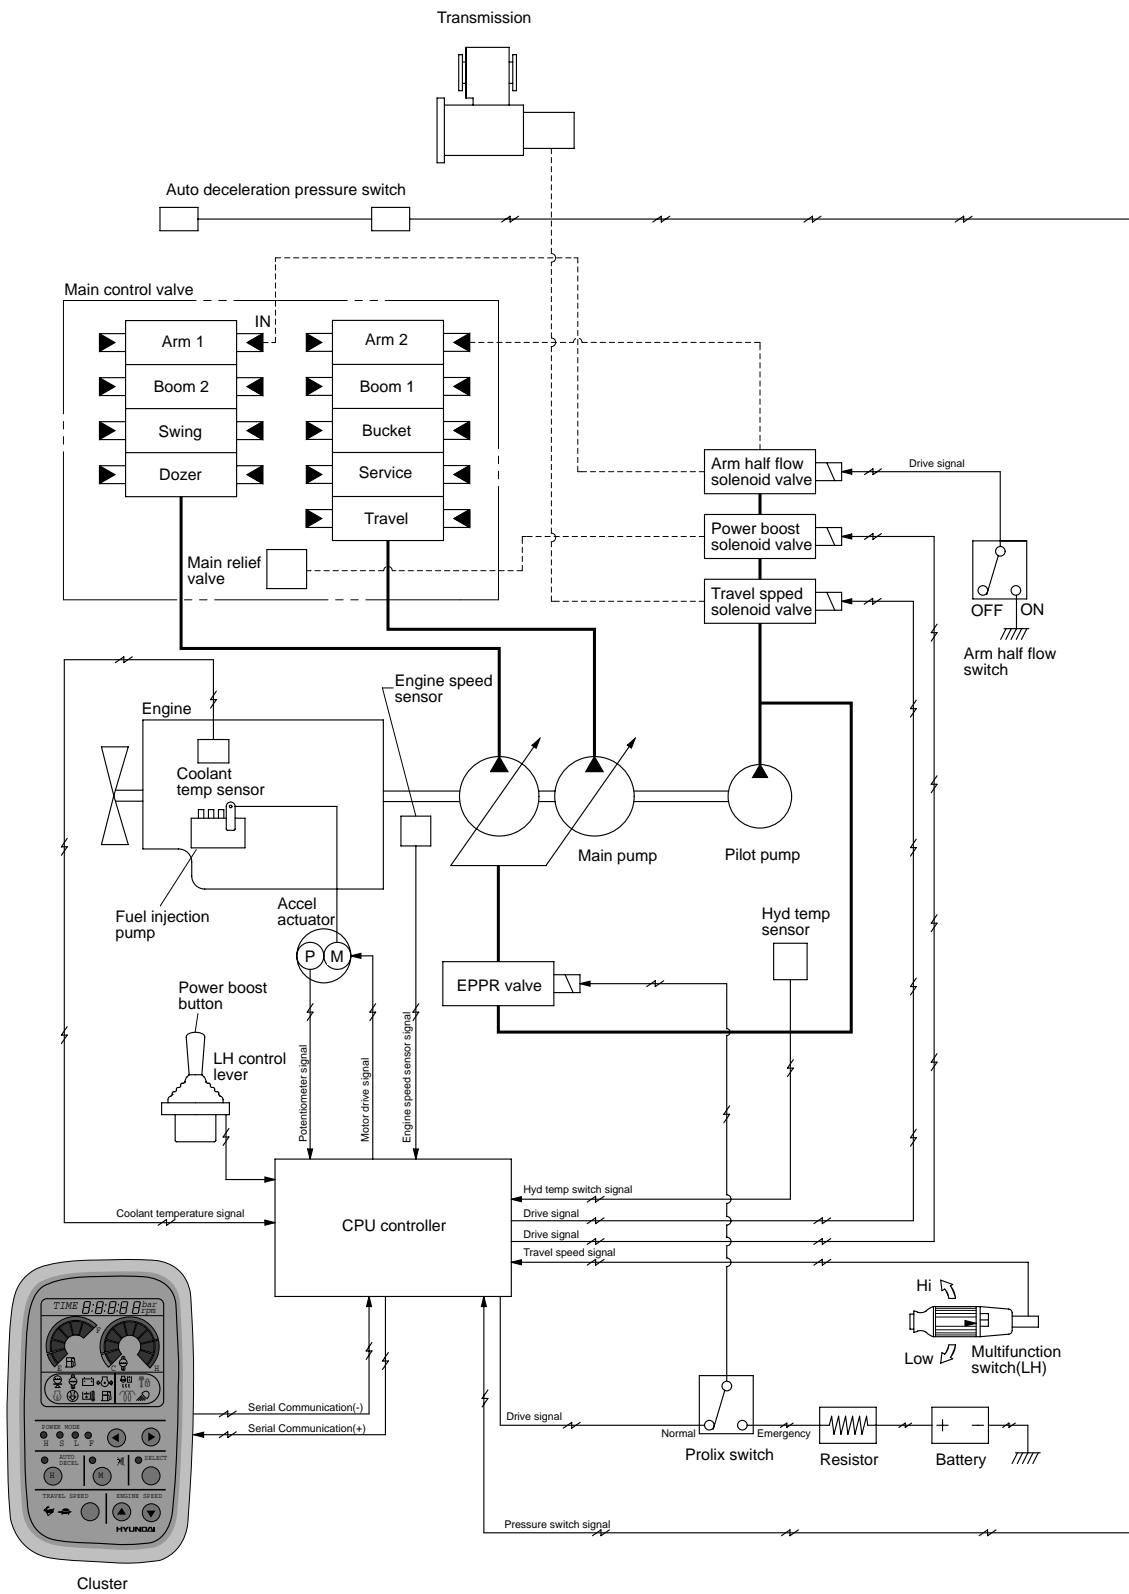 Transmission
Auto deceleration pressure switch
Main control valve
IN
Arm 1
Boom 2
Swing
Dozer
Arm 2
Boom 1
Bucket
Service
Travel
Main relief
valve
Arm half flow
solenoid valve
Power boost
solenoid valve
Travel spped
solenoid valve
Drive signal
OFF
ON
Arm half flow
switch
Engine speed
sensor
Engine
Coolant
temp sensor
Fuel injection
pump
Accel
actuator
P
M
Main pump
Pilot pump
Hyd temp
sensor
EPPR valve
Power boost
button
LH control
lever
Potentiometer signal
Motor drive signal
Engine speed sensor signal
Coolant temperature signal
CPU controller
Hyd temp switch signal
Drive signal
Drive signal
Travel speed signal
Hi
Low
Multifunction
switch(LH)
Serial Communication(-)
Serial Communication(+)
Drive signal
Normal
Emergency
Prolix switch
Resistor
+
-
Battery
Pressure switch signal
TIME 8:88:88 bar
rpm
F
E
C
H
POWER MODE
H S L F
AUTO
DECEL
SELECT
H
M
TRAVEL SPEED
ENGINE SPEED
HYUNDAI
Cluster